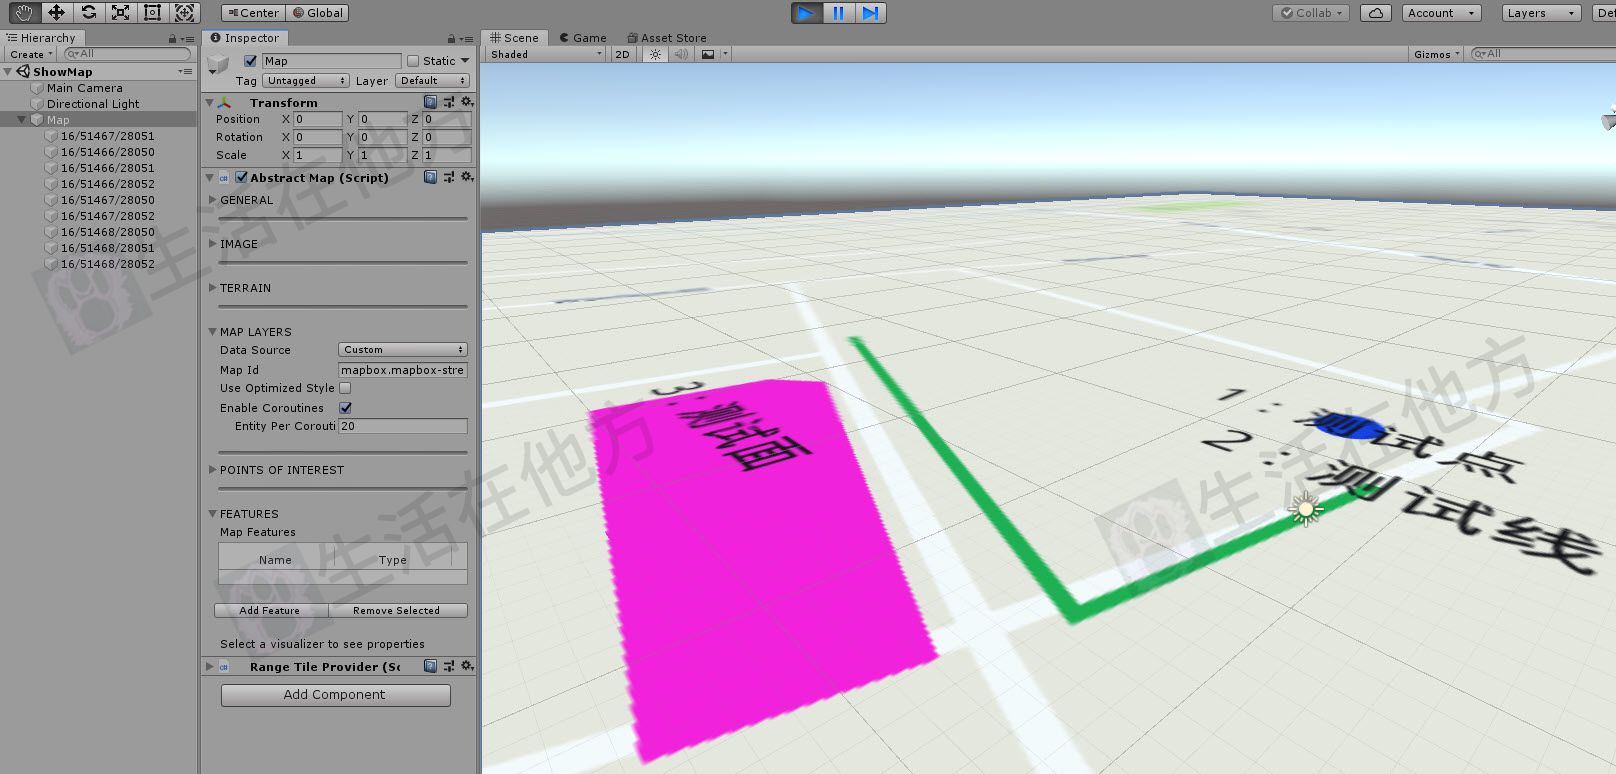 Center Global
Collab
Account
Layers
Def
Hierarchy
Create
All
ShowMap
Main Camera
Directional Light
Map
16/51467/28051
16/51466/28050
16/51466/28051
16/51466/28052
16/51467/28050
16/51467/28052
16/51468/28050
16/51468/28051
16/51468/28052
Inspector
Map Static
Tag Untagged Layer Default
Transform
Position X 0 Y 0 Z 0
Rotation X 0 Y 0 Z 0
Scale X 1 Y 1 Z 1
Abstract Map (Script)
GENERAL
IMAGE
TERRAIN
MAP LAYERS
Data Source Custom
Map Id mapbox.mapbox-stre
Use Optimized Style
Enable Coroutines
Entity Per Corouti 20
POINTS OF INTEREST
FEATURES
Map Features
Name Type
Add Feature Remove Selected
Select a visualizer to see properties
Range Tile Provider (Sc
Add Component
Scene Game Asset Store
Shaded 2D Gizmos All
3:测试面
1:测试点
2:测试线
生活在他方
生活在他方
生活在他方